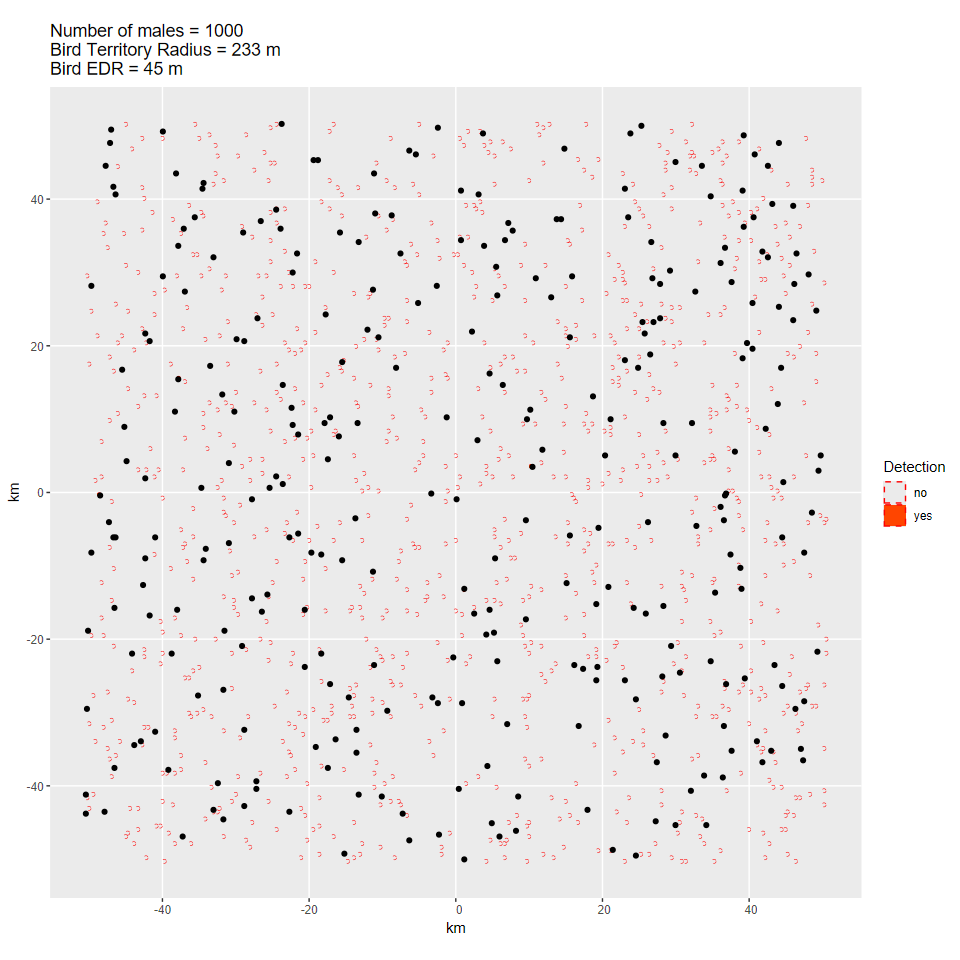 Number of males = 1000
Bird Territory Radius = 233 m
Bird EDR = 45 m
40
20
0
-20
-40
km
-40
-20
0
20
40
km
Detection
no
yes